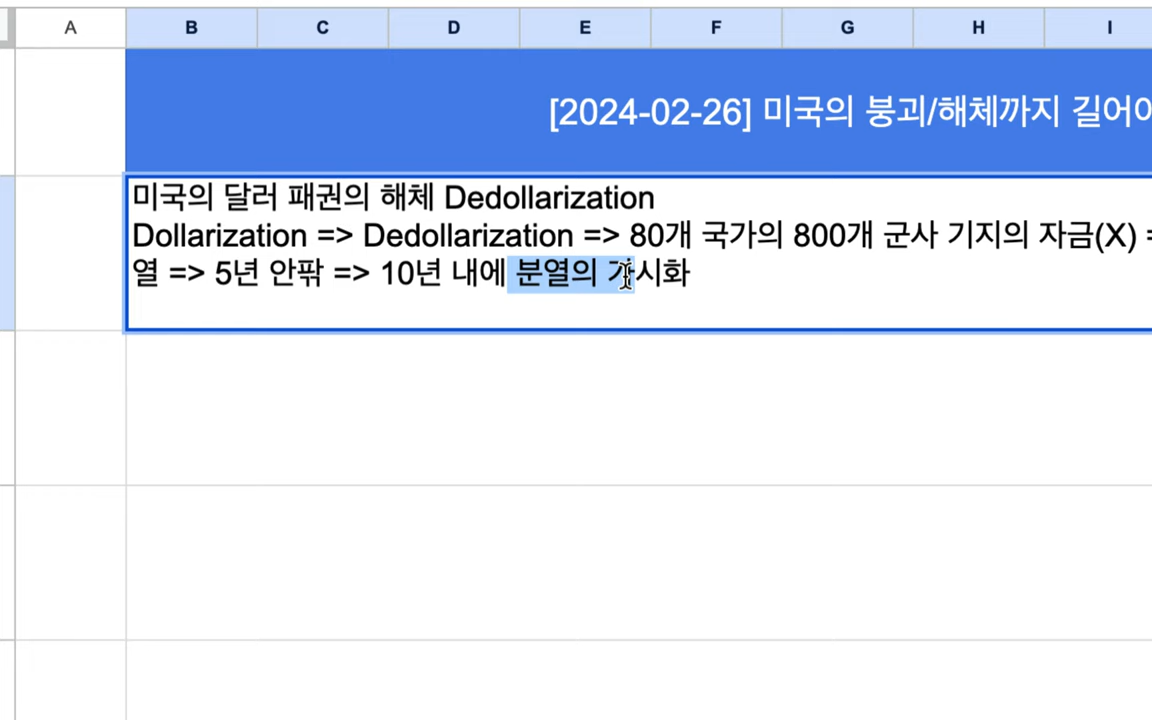 A B C D E F G H I
[2024-02-26] 미국의 붕괴/해체까지 길어야
미국의 달러 패권의 해체 Dedollarization
Dollarization => Dedollarization => 80개 국가의 800개 군사 기지의 자금(X) =
열 => 5년 안팎 => 10년 내에 분열의 가시화